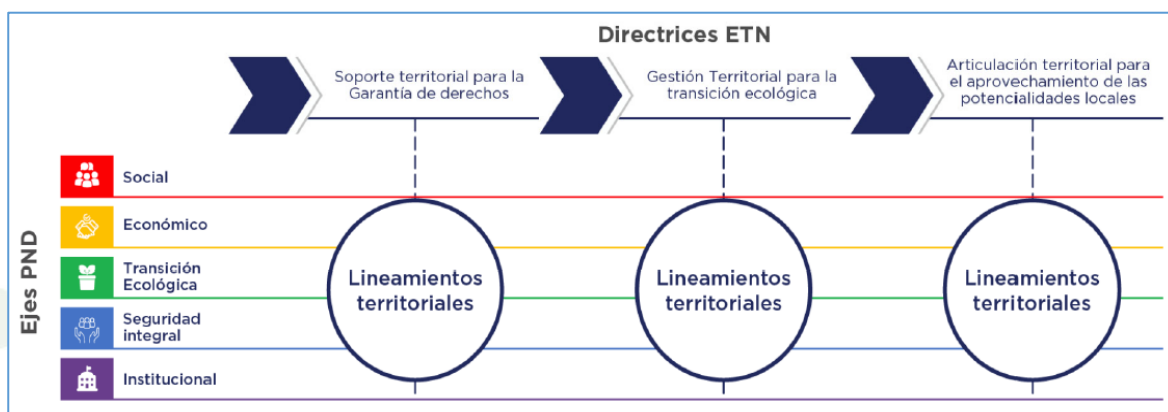 Directrices ETN
Soporte territorial para la
Garantía de derechos
Gestión Territorial para la
transición ecológica
Articulación territorial para
el aprovechamiento de las
potencialidades locales
Ejes PND
Social
Económico
Transición
Ecológica
Seguridad
integral
Institucional
Lineamientos
territoriales
Lineamientos
territoriales
Lineamientos
territoriales